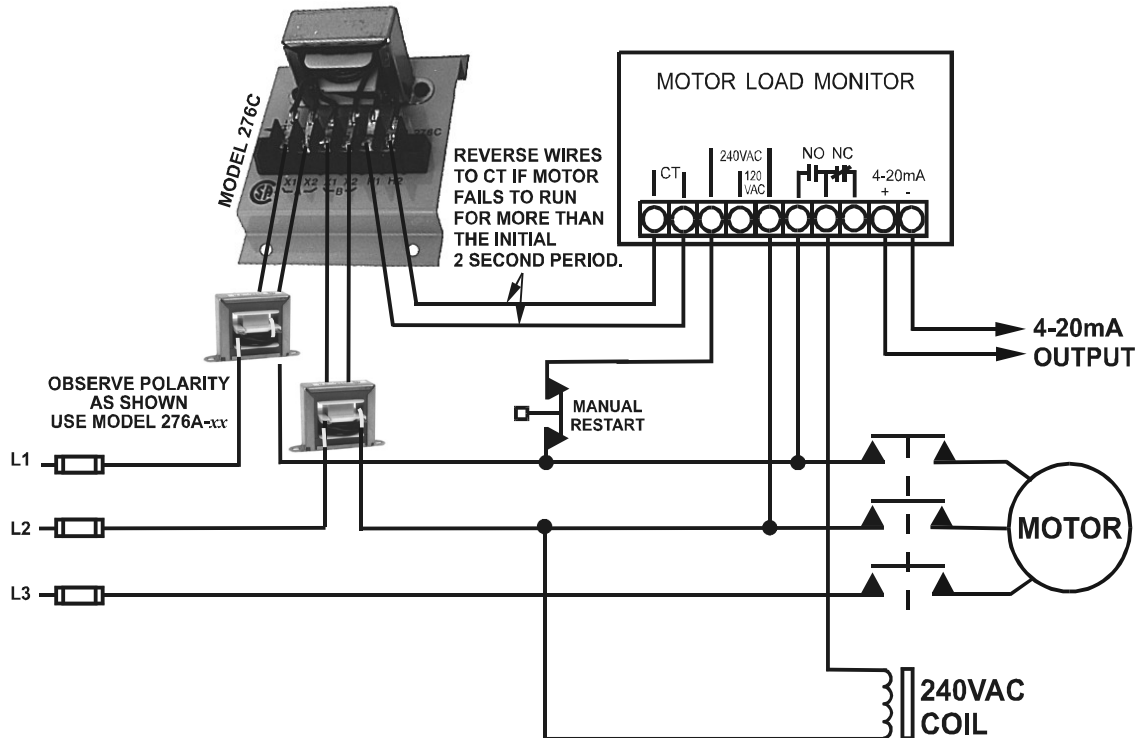 MODEL 276C
276C
X1 X2 X1 X2 H1 H2
A B
MOTOR LOAD MONITOR
CT
240VAC
120
VAC
NO NC
4-20mA
+ -
REVERSE WIRES
TO CT IF MOTOR
FAILS TO RUN
FOR MORE THAN
THE INITIAL
2 SECOND PERIOD.
4-20mA
OUTPUT
OBSERVE POLARITY
AS SHOWN
USE MODEL 276A-xx
MANUAL
RESTART
L1
L2
L3
MOTOR
240VAC
COIL